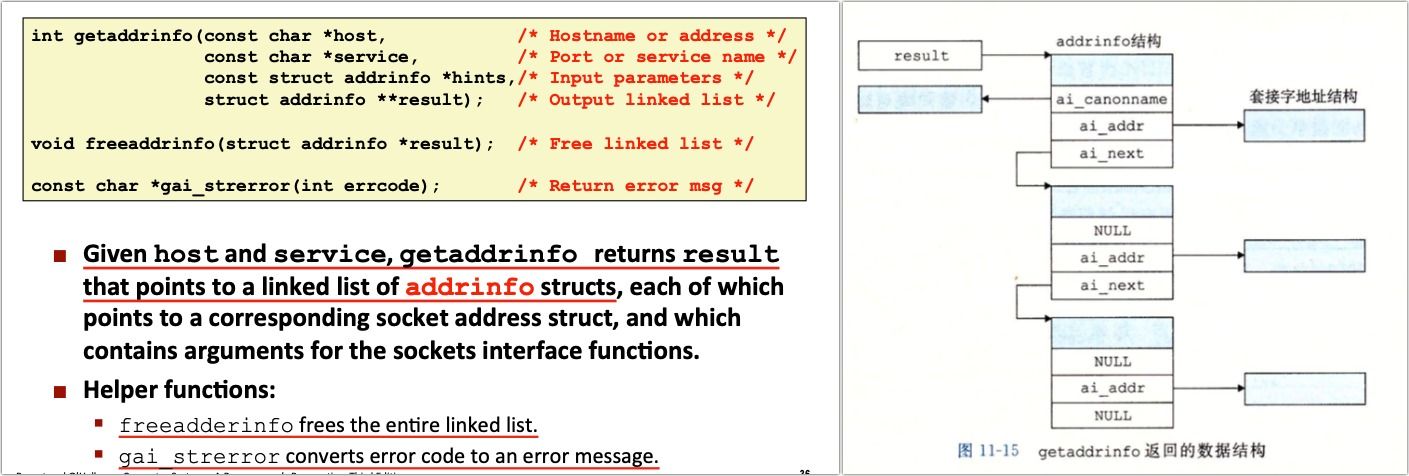 int getaddrinfo(const char *host, /* Hostname or address */
const char *service, /* Port or service name */
const struct addrinfo *hints,/* Input parameters */
struct addrinfo **result); /* Output linked list */
void freeaddrinfo(struct addrinfo *result); /* Free linked list */
const char *gai_strerror(int errcode); /* Return error msg */
Given host and service, getaddrinfo returns result
that points to a linked list of addrinfo structs, each of which
points to a corresponding socket address struct, and which
contains arguments for the sockets interface functions.
Helper functions:
freeadderinfo frees the entire linked list.
gai_strerror converts error code to an error message.
addrinfo结构
result
ai_canonname
套接字地址结构
ai_addr
ai_next
NULL
ai_addr
ai_next
NULL
ai_addr
NULL
图 11-15 getaddrinfo 返回的数据结构